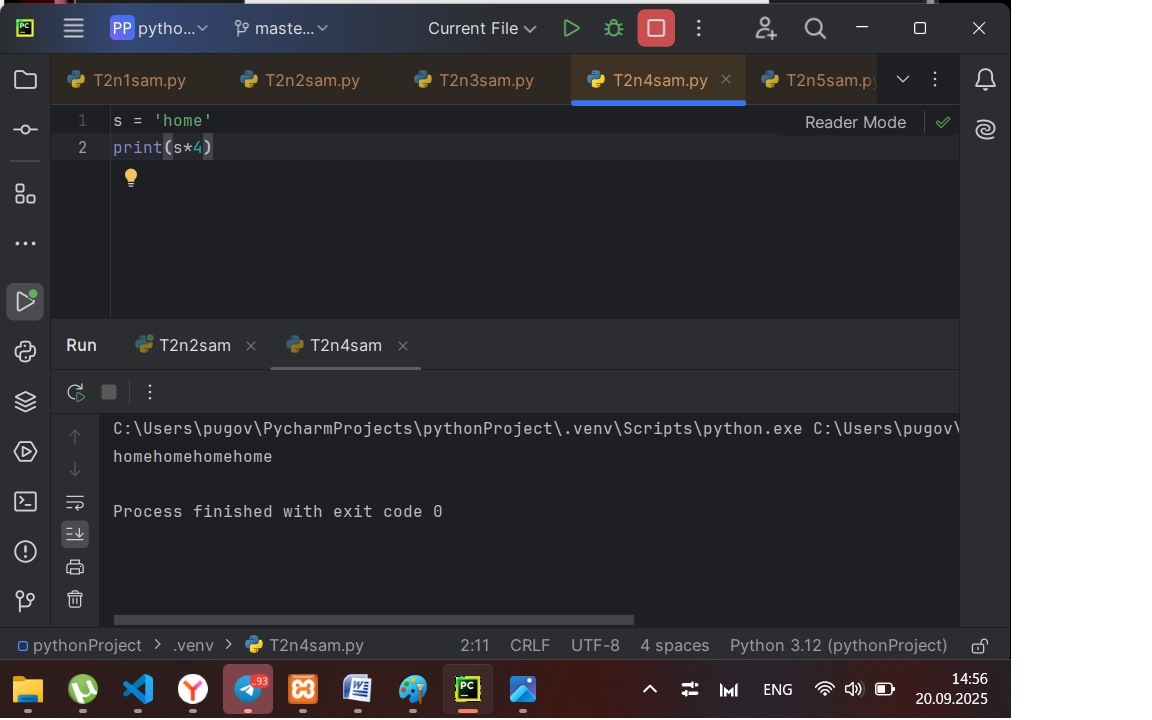 PP pytho... maste... Current File
T2n1sam.py T2n2sam.py T2n3sam.py T2n4sam.py T2n5sam.py
1 s = 'home' Reader Mode
2 print(s*4)
Run T2n2sam T2n4sam
C:\Users\pugov\PycharmProjects\pythonProject\.venv\Scripts\python.exe C:\Users\pugov\
homehomehomehome
Process finished with exit code 0
pythonProject > .venv > T2n4sam.py 2:11 CRLF UTF-8 4 spaces Python 3.12 (pythonProject)
..93 ENG 14:56
20.09.2025